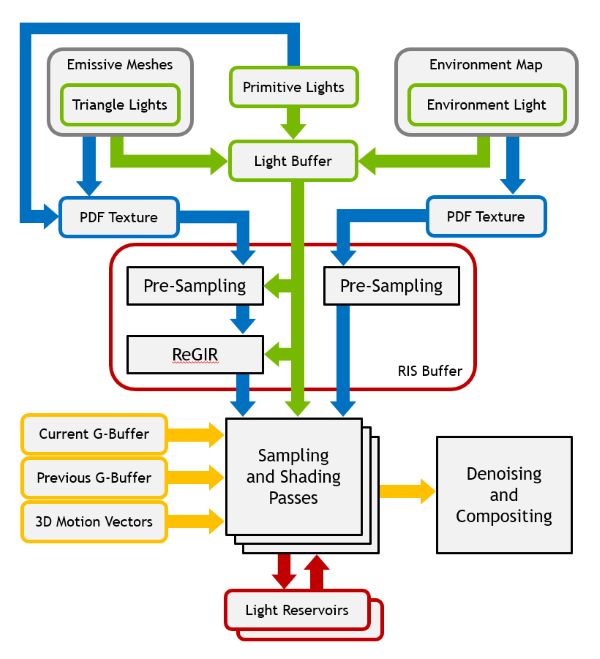 Emissive Meshes
Triangle Lights
Primitive Lights
Environment Map
Environment Light
Light Buffer
PDF Texture
PDF Texture
Pre-Sampling
Pre-Sampling
ReGIR
RIS Buffer
Current G-Buffer
Previous G-Buffer
3D Motion Vectors
Sampling
and Shading
Passes
Denoising
and
Compositing
Light Reservoirs